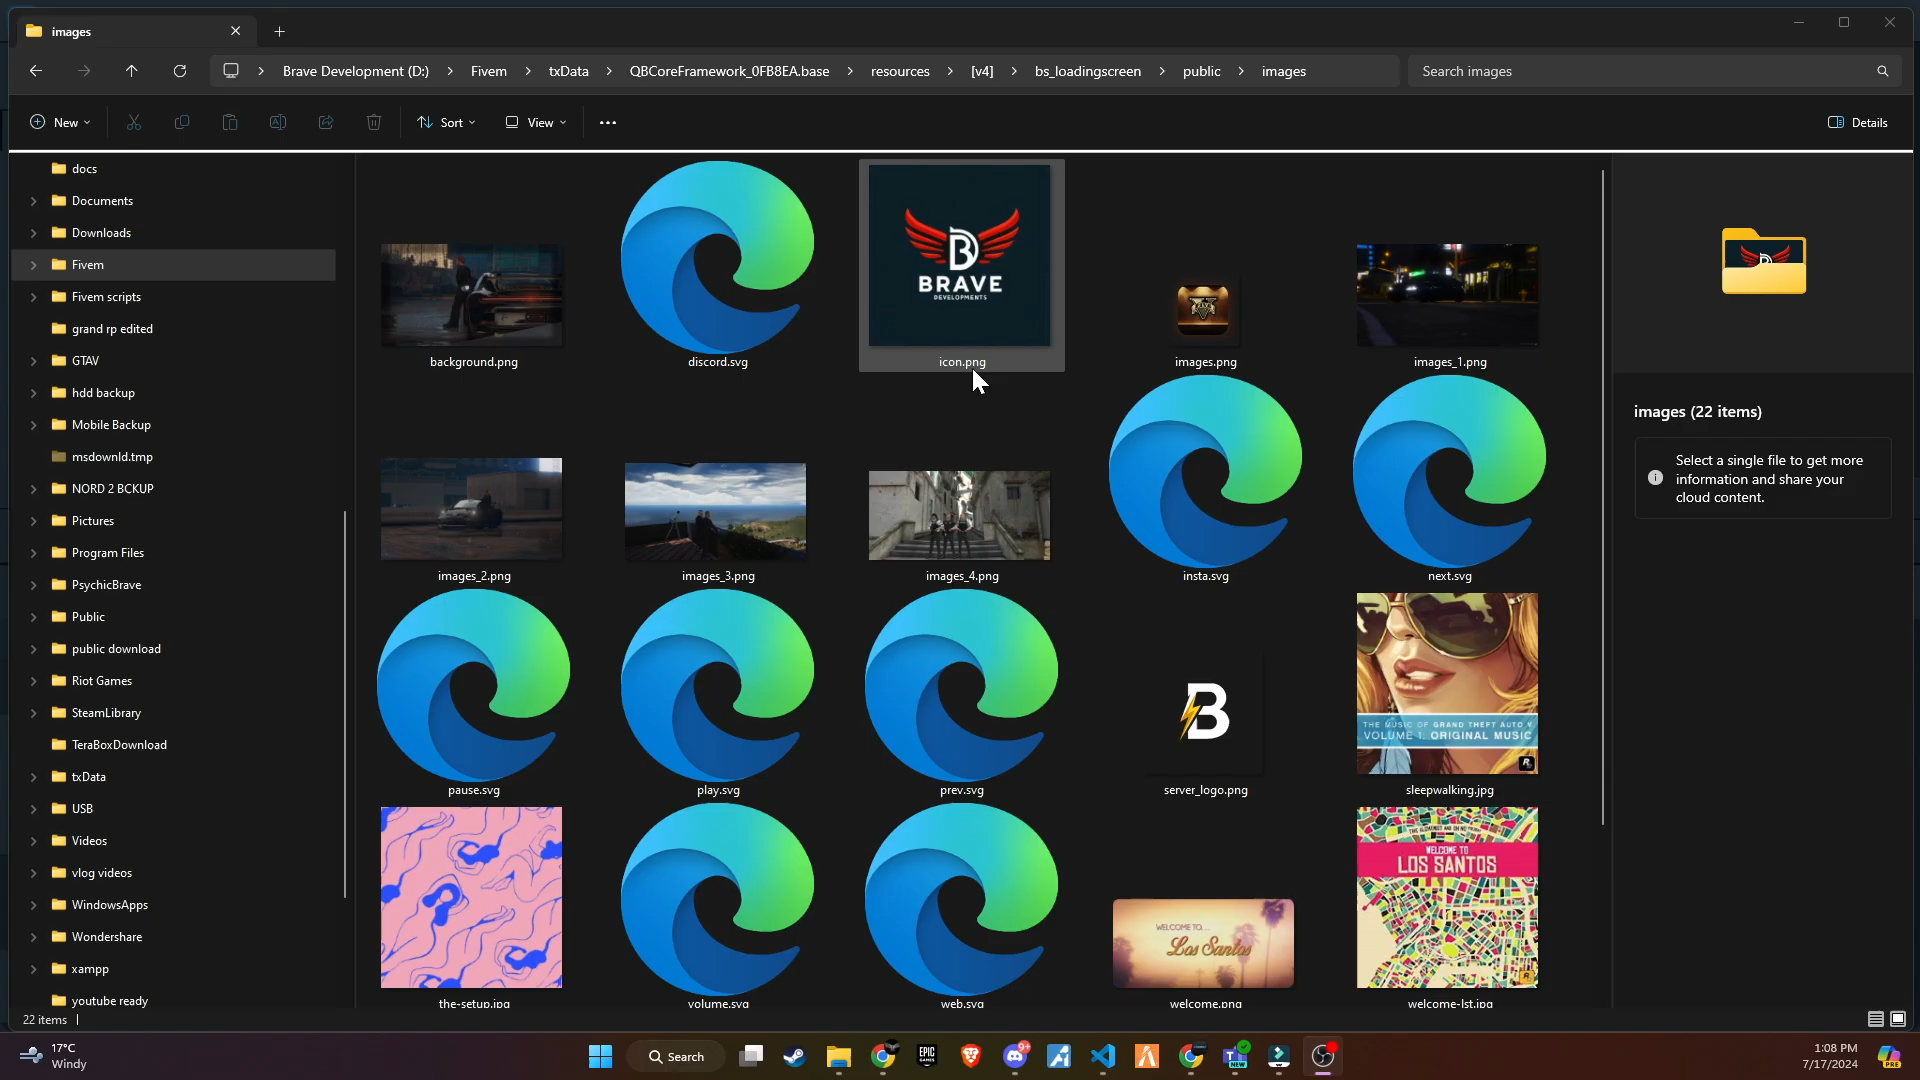 images
Brave Development (D:)
Fivem
txData
QBCoreFramework_0FB8EA.base
resources
[v4]
bs_loadingscreen
public
images
Search images
New
Sort
View
Details
docs
Documents
Downloads
Fivem
Fivem scripts
grand rp edited
GTAV
hdd backup
Mobile Backup
msdownld.tmp
NORD 2 BCKUP
Pictures
Program Files
PsychicBrave
Public
public download
Riot Games
SteamLibrary
TeraBoxDownload
txData
USB
Videos
vlog videos
WindowsApps
Wondershare
xampp
youtube ready
B
BRAVE
DEVELOPMENTS
background.png
discord.svg
icon.png
images.png
images_1.png
images_2.png
images_3.png
images_4.png
insta.svg
next.svg
B
THE MUSIC OF GRAND THEFT AUTO V
VOLUME 1: ORIGINAL MUSIC
pause.svg
play.svg
prev.svg
server_logo.png
sleepwalking.jpg
WELCOME TO...
Los Santos
WELCOME TO
LOS SANTOS
the-setup.jpg
volume.svg
web.svg
welcome.png
welcome-lst.jpg
images (22 items)
Select a single file to get more
information and share your
cloud content.
22 items
17°C
Windy
Search
EPIC
GAMES
9+
NEW
1:08 PM
7/17/2024
PRE